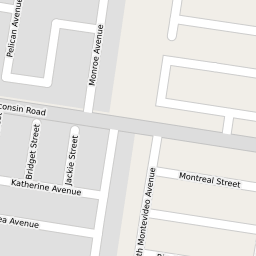 Pelican Avenue
Monroe Avenue
consin Road
Bridget Street
Jackie Street
Katherine Avenue
ea Avenue
th Montevideo Avenue
Montreal Street